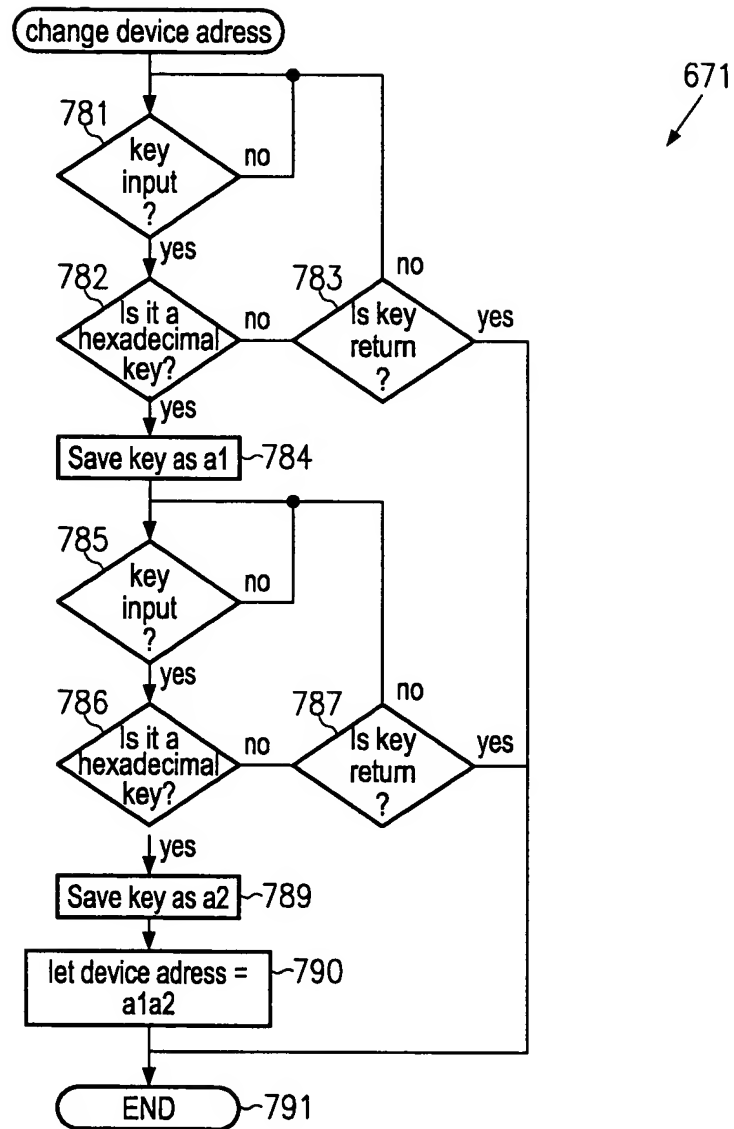 change device adress
671
781
key
input
?
no
yes
782
Is it a
hexadecimal
key?
no
783
no
Is key
return
?
yes
yes
Save key as a1
784
785
key
input
?
no
yes
786
Is it a
hexadecimal
key?
no
787
no
Is key
return
?
yes
yes
Save key as a2
789
let device adress =
a1a2
790
END
791